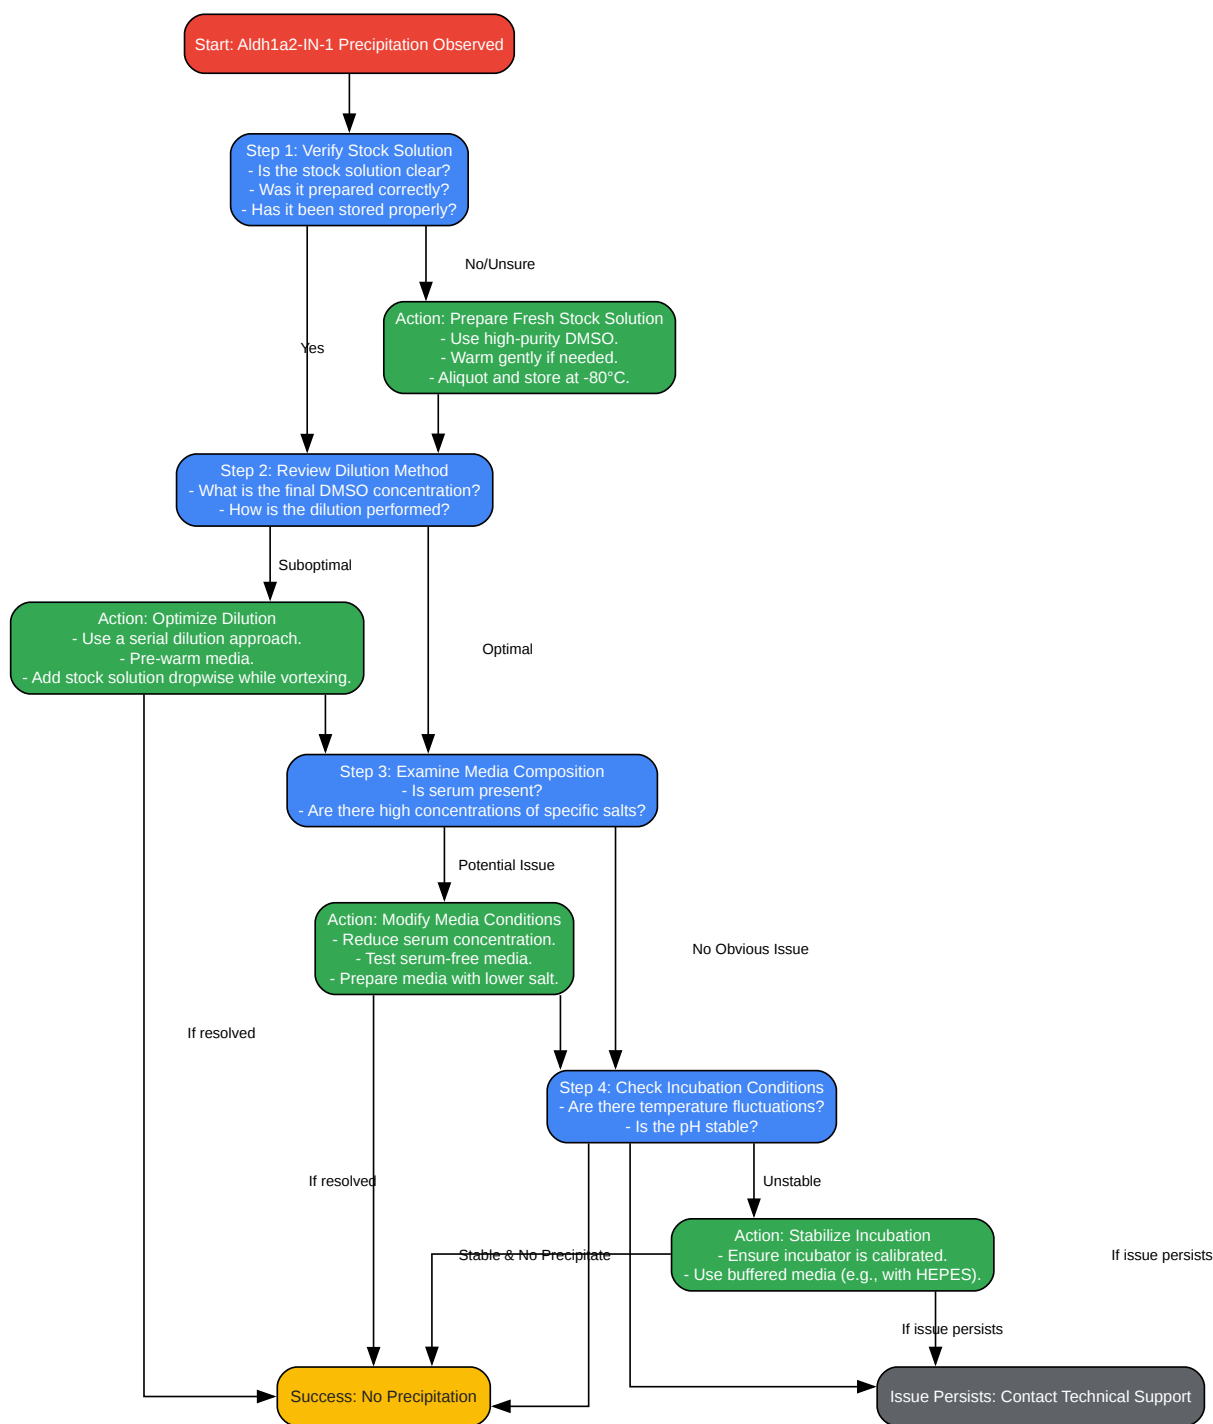 Start: Aldh1a2-IN-1 Precipitation Observed
Step 1: Verify Stock Solution
- Is the stock solution clear?
- Was it prepared correctly?
- Has it been stored properly?
No/Unsure
Action: Prepare Fresh Stock Solution
- Use high-purity DMSO.
- Warm gently if needed.
- Aliquot and store at -80°C.
Yes
Step 2: Review Dilution Method
- What is the final DMSO concentration?
- How is the dilution performed?
Suboptimal
Action: Optimize Dilution
- Use a serial dilution approach.
- Pre-warm media.
- Add stock solution dropwise while vortexing.
Optimal
Step 3: Examine Media Composition
- Is serum present?
- Are there high concentrations of specific salts?
Potential Issue
Action: Modify Media Conditions
- Reduce serum concentration.
- Test serum-free media.
- Prepare media with lower salt.
No Obvious Issue
If resolved
Step 4: Check Incubation Conditions
- Are there temperature fluctuations?
- Is the pH stable?
If resolved
Unstable
Action: Stabilize Incubation
- Ensure incubator is calibrated.
- Use buffered media (e.g., with HEPES).
Stable & No Precipitate
If issue persists
If issue persists
Success: No Precipitation
Issue Persists: Contact Technical Support